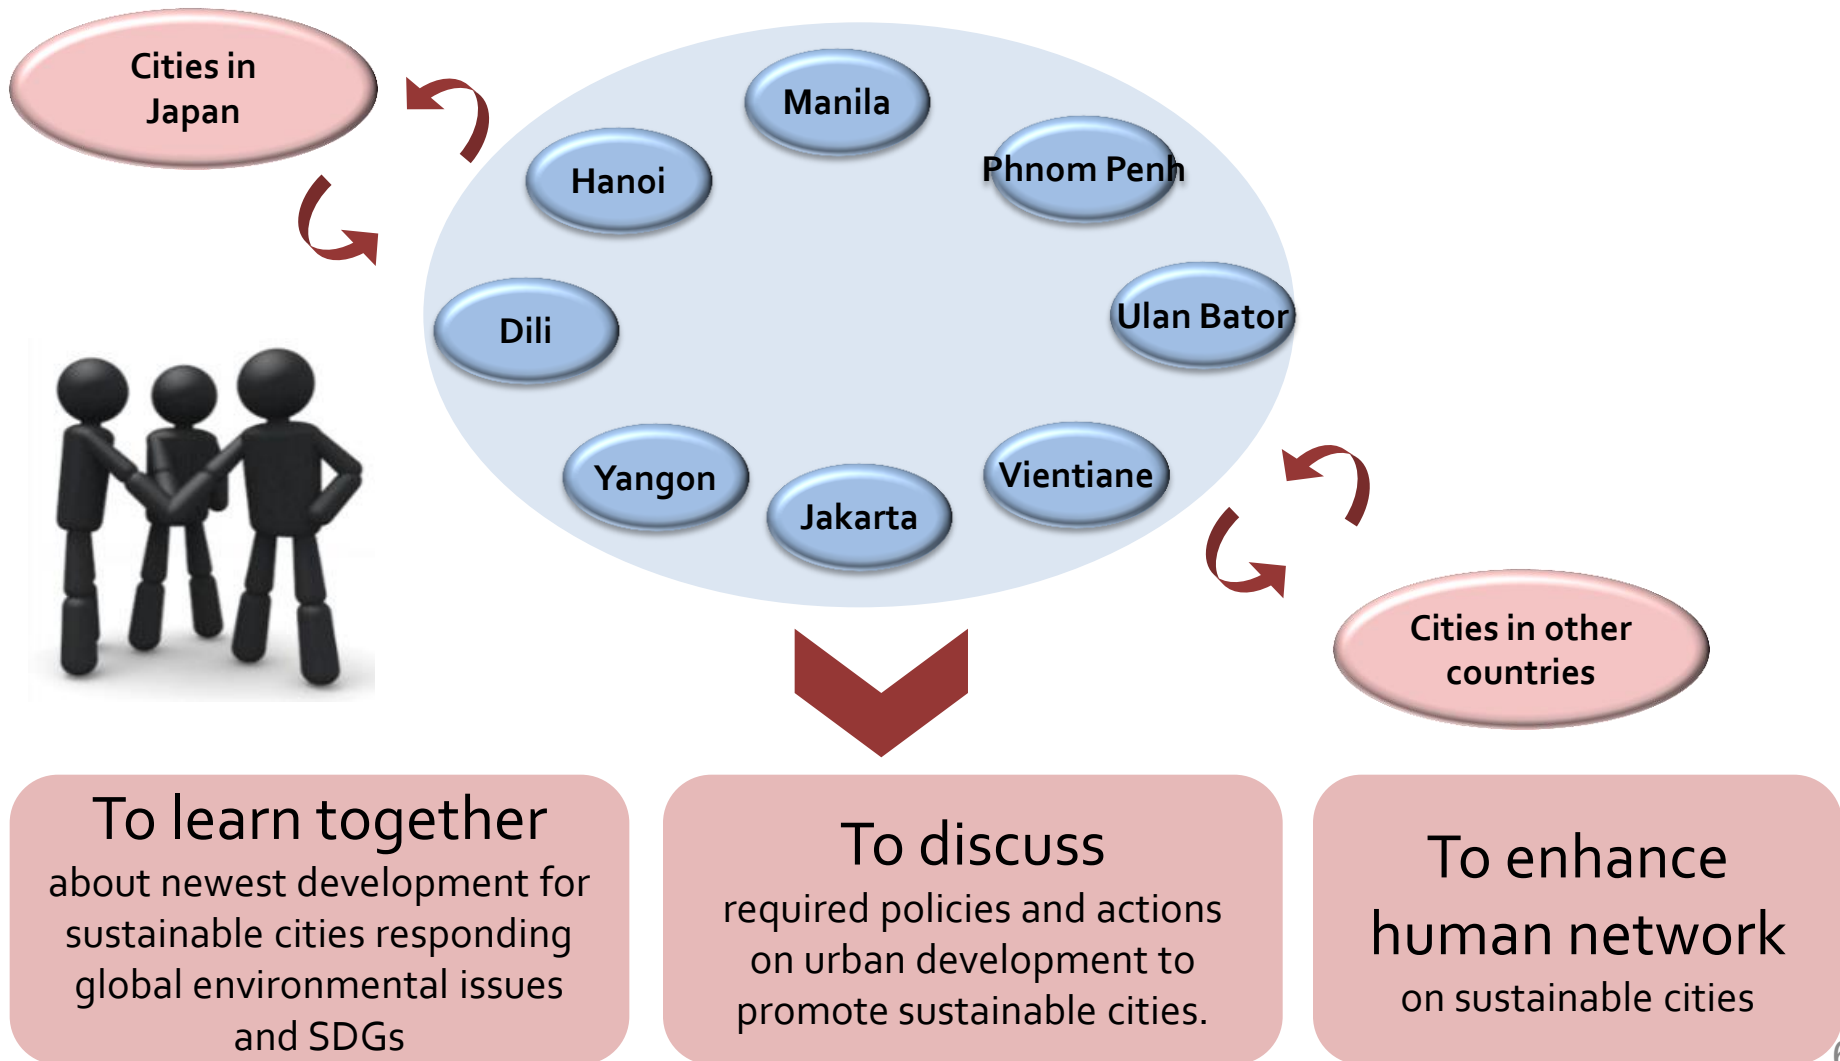 Cities in
Japan
Manila
Phnom Penh
Hanoi
Ulan Bator
Dili
Vientiane
Yangon
Jakarta
Cities in other
countries
To learn together
about newest development for
sustainable cities responding
global environmental issues
and SDGs
To discuss
required policies and actions
on urban development to
promote sustainable cities.
To enhance
human network
on sustainable cities